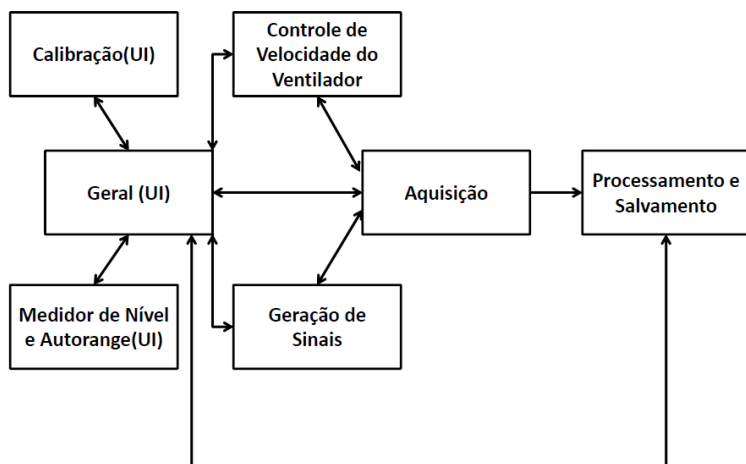 Calibração(UI)
Controle de
Velocidade do
Ventilador
Geral (UI)
Aquisição
Processamento e
Salvamento
Medidor de Nível
e Autorange(UI)
Geração de
Sinais